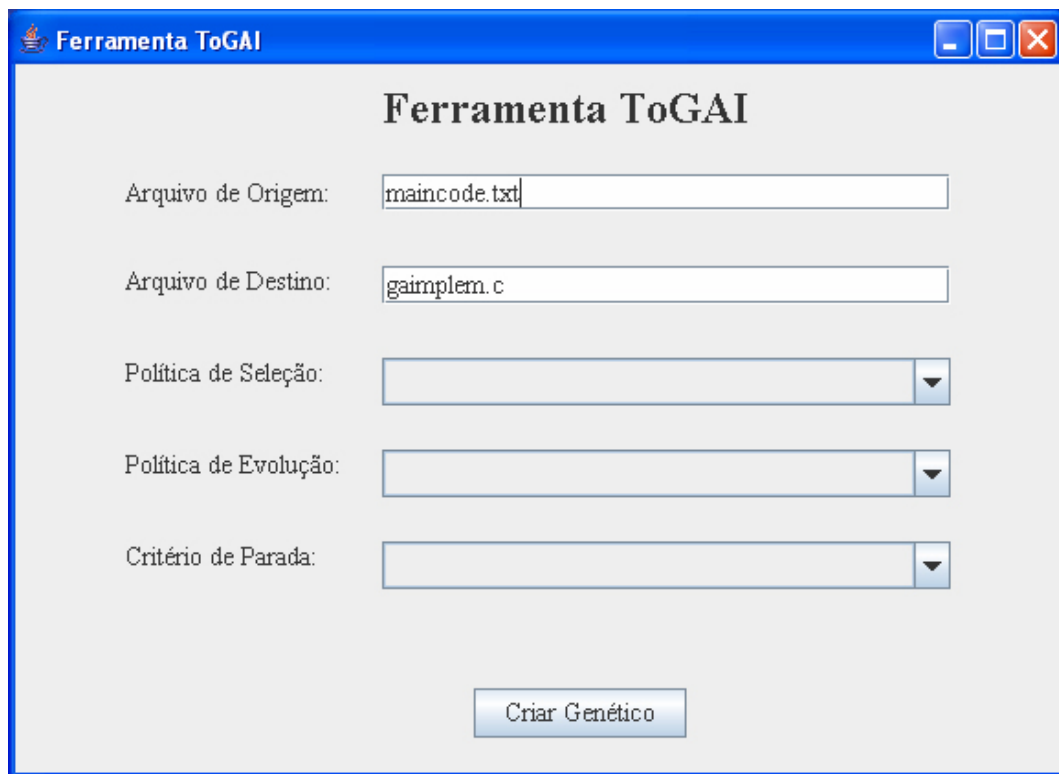 Ferramenta ToGAI
Ferramenta ToGAI
Arquivo de Origem: maincode.txt
Arquivo de Destino: gaimplem.c
Política de Seleção:
Política de Evolução:
Critério de Parada:
Criar Genético